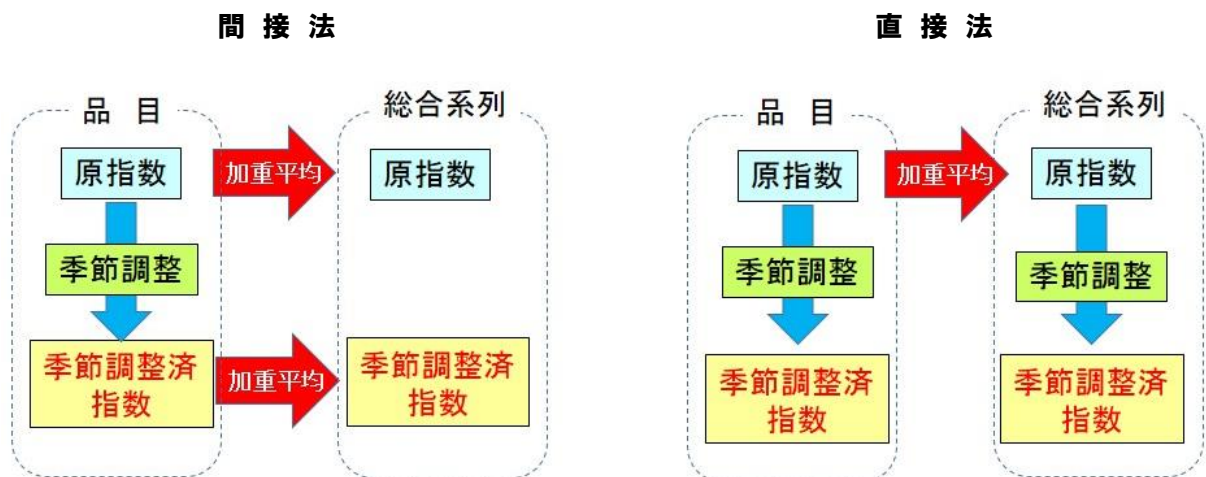 間接法
品目
総合系列
原指数
加重平均
原指数
季節調整
季節調整済
指数
加重平均
季節調整済
指数
直接法
品目
総合系列
原指数
加重平均
原指数
季節調整
季節調整
季節調整済
指数
季節調整済
指数